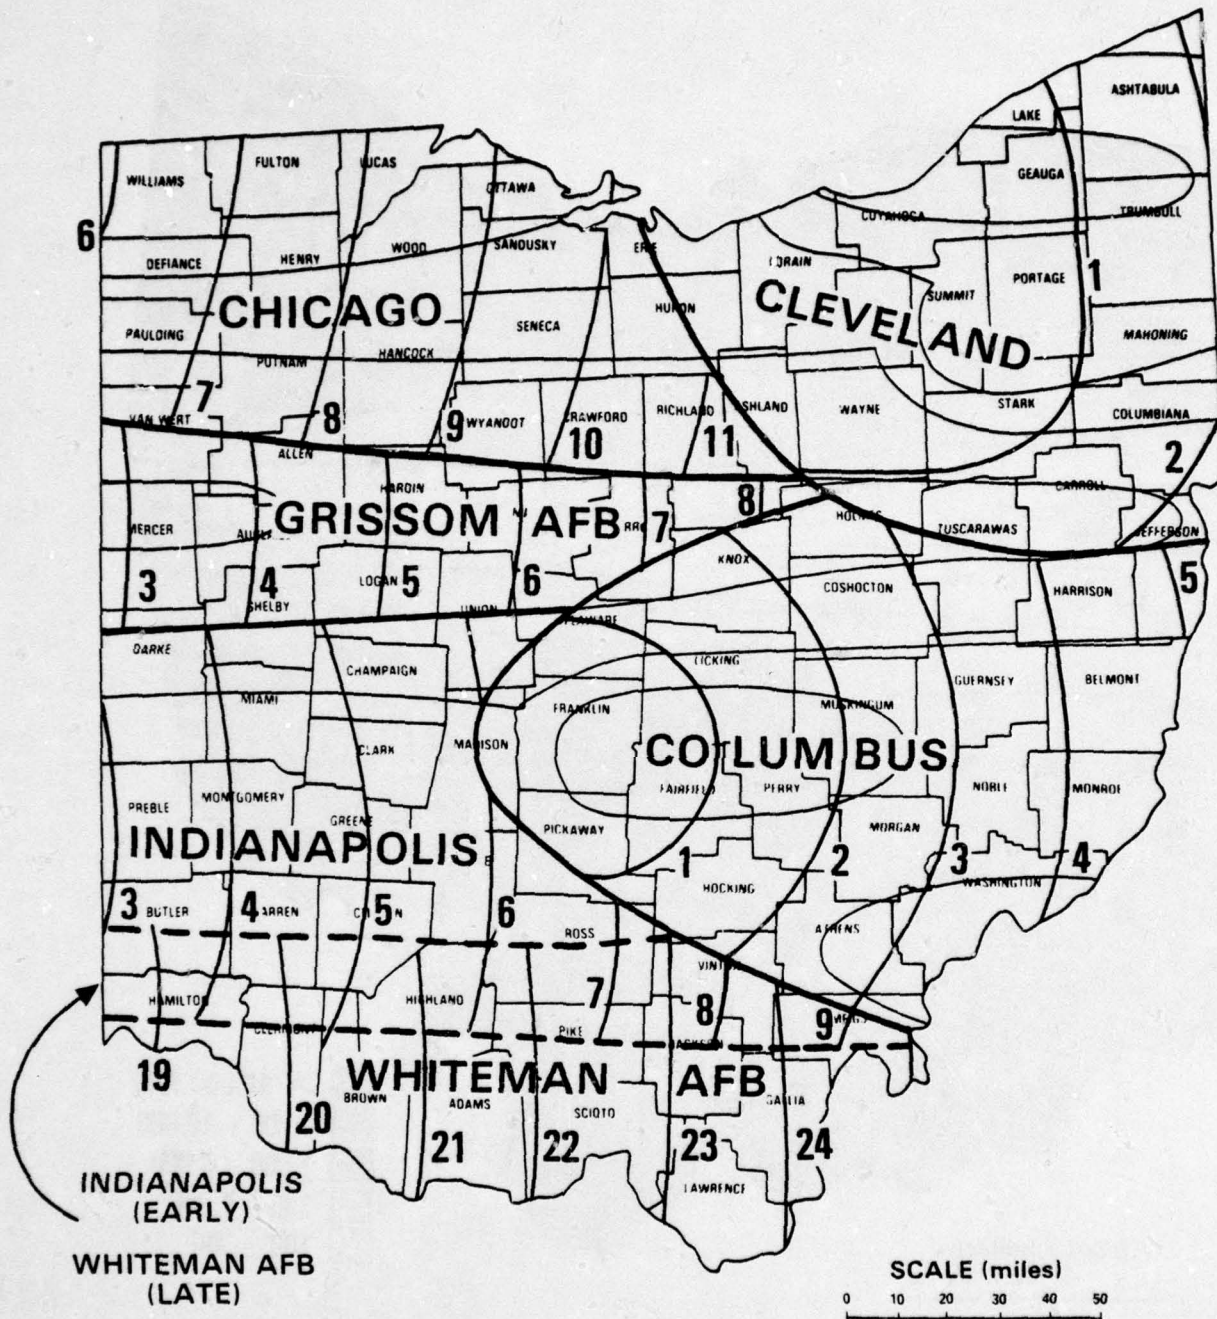 ASHTABULA
LAKE
FULTON
LUCAS
WILLIAMS
OTTAWA
GEAUGA
CUYAHOGA
TRUMBULL
6
WOOD
SANDUSKY
ERIE
DEFIANCE
HENRY
LORAIN
PORTAGE
1
SUMMIT
CHICAGO
HURON
CLEVELAND
PAULDING
SENECA
MAHONING
PUTNAM
HANCOCK
7
STARK
VAN WERT
8
9
WYANDOT
CRAWFORD
RICHLAND
SHLAND
WAYNE
COLUMBIANA
10
11
ALLEN
2
HARDIN
CARROLL
8
GRISSOM AFB
7
HOLMES
MERCER
TUSCARAWAS
JEFFERSON
KNOX
3
4
LOGAN
5
6
COSHOCTON
HARRISON
5
SHELBY
UNION
DELAWARE
DARKE
CHAMPAIGN
LICKING
MIAMI
GUERNSEY
BELMONT
FRANKLIN
MUSKINGUM
CLARK
MADISON
COLUMBUS
PREBLE
MONTGOMERY
FAIRFIELD
PERRY
NOBLE
MONROE
GREENE
PICKAWAY
MORGAN
INDIANAPOLIS
1
2
3
4
HOCKING
WASHINGTON
3
BUTLER
4
ARREN
5
6
ROSS
ATHENS
VINTON
7
HAMILTON
HIGHLAND
8
9
CLERMONT
PIKE
19
WHITEMAN AFB
BROWN
ADAMS
SCIOTO
GALLIA
20
21
22
23
24
INDIANAPOLIS
(EARLY)
LAWRENCE
WHITEMAN AFB
(LATE)
SCALE (miles)
0 10 20 30 40 50